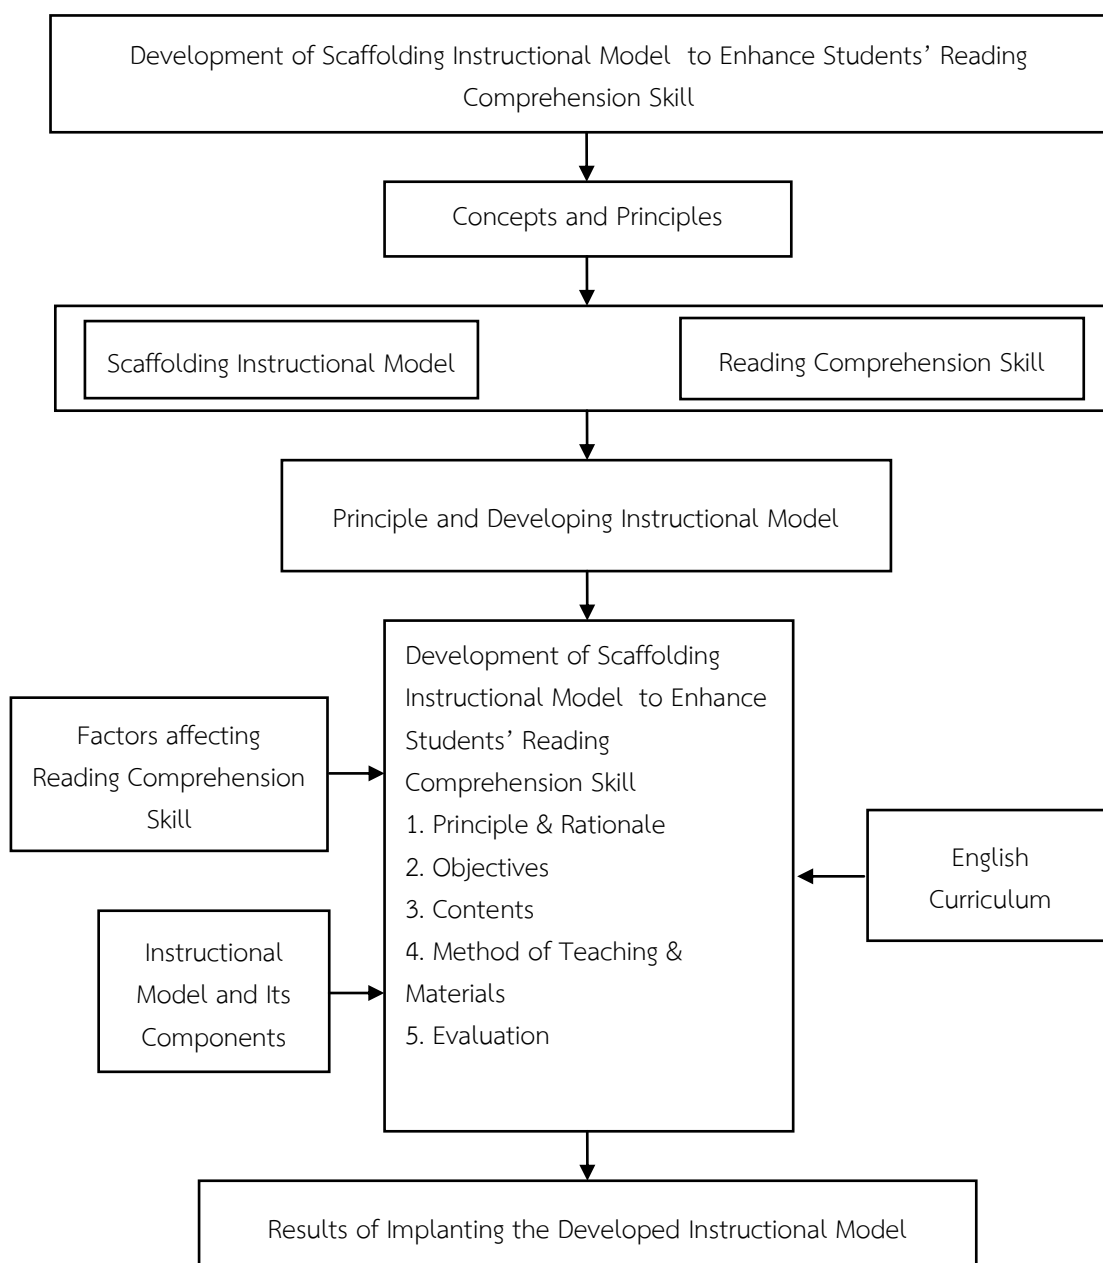 Development of Scaffolding Instructional Model  to Enhance Students’ Reading
Comprehension Skill
Concepts and Principles
Scaffolding Instructional Model
Reading Comprehension Skill
Principle and Developing Instructional Model
Factors affecting
Reading Comprehension
Skill
Instructional
Model and Its
Components
Development of Scaffolding
Instructional Model  to Enhance
Students’ Reading
Comprehension Skill
1. Principle & Rationale
2. Objectives
3. Contents
4. Method of Teaching &
Materials
5. Evaluation
English
Curriculum
Results of Implanting the Developed Instructional Model